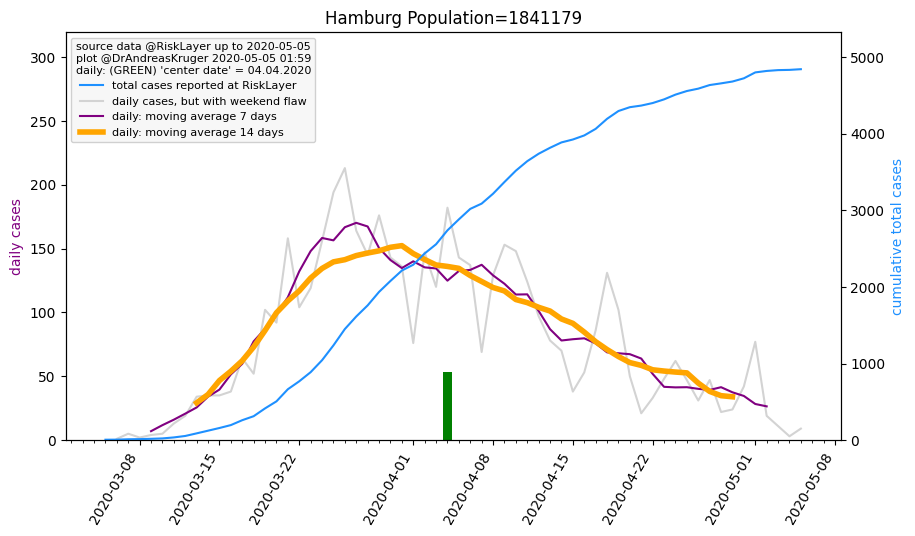 Hamburg Population=1841179
source data @RiskLayer up to 2020-05-05
plot @DrAndreasKruger 2020-05-05 01:59
daily: (GREEN) 'center date' = 04.04.2020
total cases reported at RiskLayer
daily cases, but with weekend flaw
daily: moving average 7 days
daily: moving average 14 days
daily cases
300
250
200
150
100
50
0
cumulative total cases
5000
4000
3000
2000
1000
0
2020-03-08
2020-03-15
2020-03-22
2020-04-01
2020-04-08
2020-04-15
2020-04-22
2020-05-01
2020-05-08